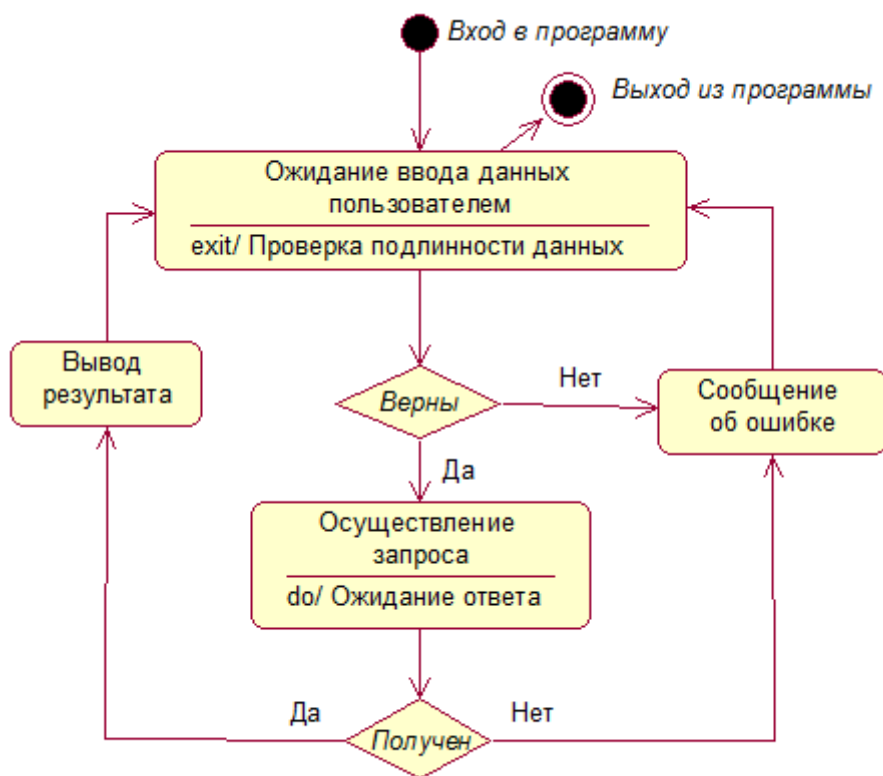 Вход в программу
Выход из программы
Ожидание ввода данных
пользователем
exit/ Проверка подлинности данных
Вывод
результата
Верны
Нет
Сообщение
об ошибке
Да
Осуществление
запроса
do/ Ожидание ответа
Да
Получен
Нет